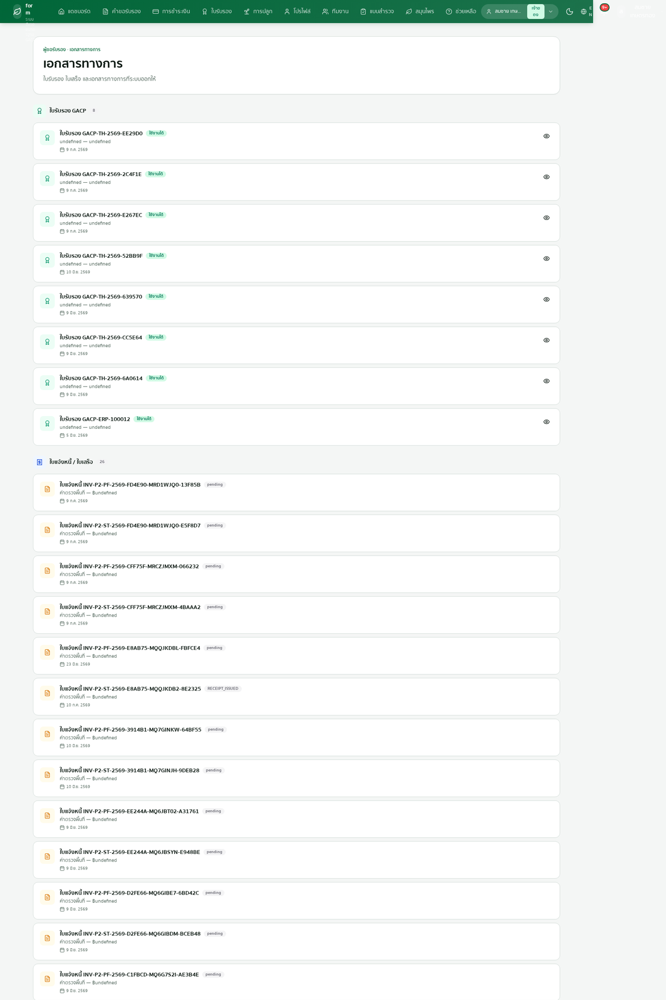 for
m
ระบบ
แดชบอร์ด
คำขอรับรอง
การชำระเงิน
ใบรับรอง
การปลูก
โปรไฟล์
ทีมงาน
แบบสำรวจ
สมุนไพร
ช่วยเหลือ
สมชาย เกษ...
เจ้าข
อง
E
N
9+
ผู้ขอรับรอง · เอกสารทางการ
เอกสารทางการ
ใบรับรอง ใบเสร็จ และเอกสารทางการที่ระบบออกให้
ใบรับรอง GACP 8
ใบรับรอง GACP-TH-2569-EE29D0 ใช้งานได้
undefined — undefined
9 ก.ค. 2569
ใบรับรอง GACP-TH-2569-2C4F1E ใช้งานได้
undefined — undefined
9 ก.ค. 2569
ใบรับรอง GACP-TH-2569-E267EC ใช้งานได้
undefined — undefined
9 ก.ค. 2569
ใบรับรอง GACP-TH-2569-52BB9F ใช้งานได้
undefined — undefined
10 มิ.ย. 2569
ใบรับรอง GACP-TH-2569-639570 ใช้งานได้
undefined — undefined
9 มิ.ย. 2569
ใบรับรอง GACP-TH-2569-CC5E64 ใช้งานได้
undefined — undefined
9 มิ.ย. 2569
ใบรับรอง GACP-TH-2569-6A0614 ใช้งานได้
undefined — undefined
9 มิ.ย. 2569
ใบรับรอง GACP-ERP-100012 ใช้งานได้
undefined — undefined
5 มิ.ย. 2569
ใบแจ้งหนี้ / ใบเสร็จ 26
ใบแจ้งหนี้ INV-P2-PF-2569-FD4E90-MRD1WJQ0-13F85B pending
ค่าตรวจพื้นที่ — ฿undefined
9 ก.ค. 2569
ใบแจ้งหนี้ INV-P2-ST-2569-FD4E90-MRD1WJQ0-E5F8D7 pending
ค่าตรวจพื้นที่ — ฿undefined
9 ก.ค. 2569
ใบแจ้งหนี้ INV-P2-PF-2569-CFF75F-MRCZJMXM-066232 pending
ค่าตรวจพื้นที่ — ฿undefined
9 ก.ค. 2569
ใบแจ้งหนี้ INV-P2-ST-2569-CFF75F-MRCZJMXM-4BAAA2 pending
ค่าตรวจพื้นที่ — ฿undefined
9 ก.ค. 2569
ใบแจ้งหนี้ INV-P2-PF-2569-E8AB75-MQQJKDBL-FBFCE4 pending
ค่าตรวจพื้นที่ — ฿undefined
23 มิ.ย. 2569
ใบแจ้งหนี้ INV-P2-ST-2569-E8AB75-MQQJKDB2-8E2325 RECEIPT_ISSUED
ค่าตรวจพื้นที่ — ฿undefined
10 ก.ค. 2569
ใบแจ้งหนี้ INV-P2-PF-2569-3914B1-MQ7GINKW-64BF55 pending
ค่าตรวจพื้นที่ — ฿undefined
10 มิ.ย. 2569
ใบแจ้งหนี้ INV-P2-ST-2569-3914B1-MQ7GINJH-9DEB28 pending
ค่าตรวจพื้นที่ — ฿undefined
10 มิ.ย. 2569
ใบแจ้งหนี้ INV-P2-PF-2569-EE244A-MQ6JBT02-A31761 pending
ค่าตรวจพื้นที่ — ฿undefined
9 มิ.ย. 2569
ใบแจ้งหนี้ INV-P2-ST-2569-EE244A-MQ6JBSYN-E948BE pending
ค่าตรวจพื้นที่ — ฿undefined
9 มิ.ย. 2569
ใบแจ้งหนี้ INV-P2-PF-2569-D2FE66-MQ6GIBE7-6BD42C pending
ค่าตรวจพื้นที่ — ฿undefined
9 มิ.ย. 2569
ใบแจ้งหนี้ INV-P2-ST-2569-D2FE66-MQ6GIBDM-BCEB48 pending
ค่าตรวจพื้นที่ — ฿undefined
9 มิ.ย. 2569
ใบแจ้งหนี้ INV-P2-PF-2569-C1FBCD-MQ6G7S2I-AE3B4E pending
ค่าตรวจพื้นที่ — ฿undefined
9 มิ.ย. 2569